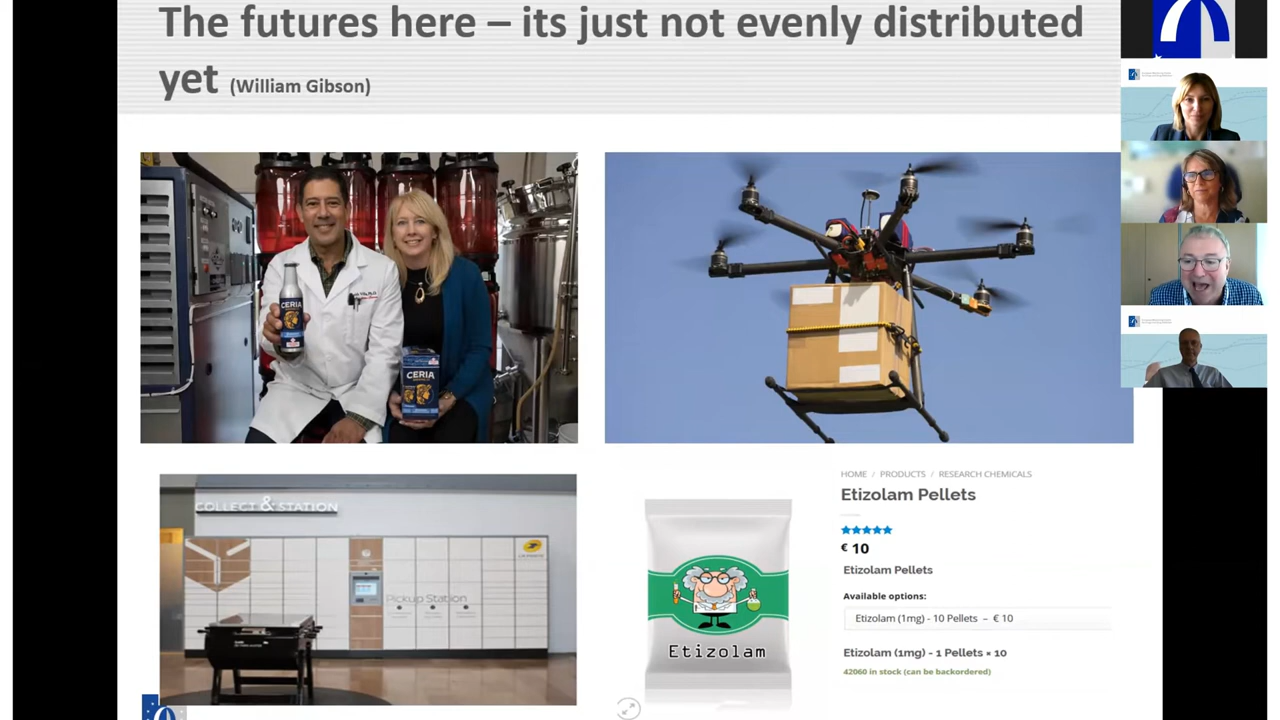 The futures here – its just not evenly distributed
yet (William Gibson)
CERIA
CERIA
COLLECT & STATION
Pickup Station
Etizolam
HOME / PRODUCTS / RESEARCH CHEMICALS
Etizolam Pellets
€ 10
Etizolam Pellets
Available options:
Etizolam (1mg) - 10 Pellets – € 10
Etizolam (1mg) - 1 Pellets × 10
42060 in stock (can be backordered)